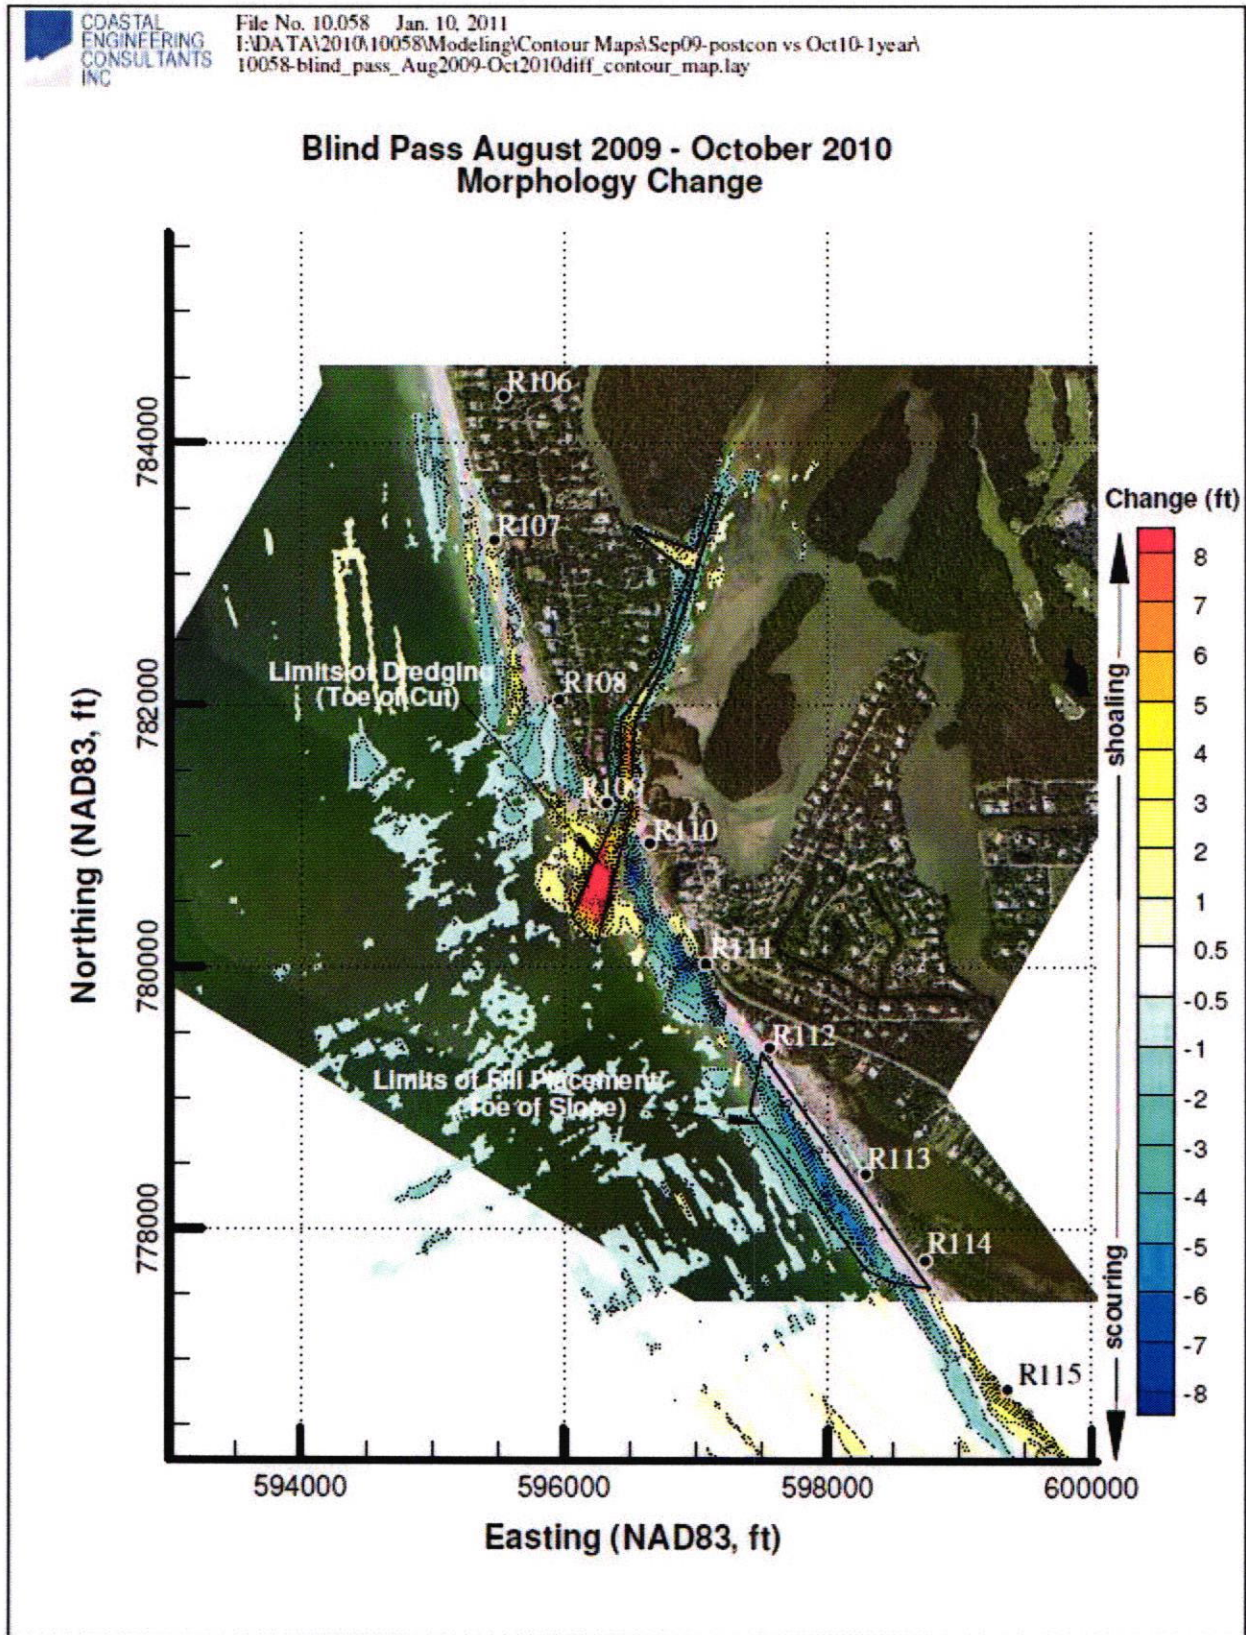 COASTAL
ENGINEERING
CONSULTANTS
INC
File No. 10.058 Jan. 10, 2011
I:\DATA\2010\10058\Modeling\Contour Maps\Sep09-postcon vs Oct10-1year\
10058-blind_pass_Aug2009-Oct2010diff_contour_map.lay
Blind Pass August 2009 - October 2010
Morphology Change
R106
784000
Change (ft)
R107
8
7
6
5
4
3
2
1
0.5
-0.5
-1
-2
-3
-4
-5
-6
-7
-8
shoaling
scouring
Limits of Dredging
(Toe of Cut)
R108
782000
R109
R110
Northing (NAD83, ft)
780000
R111
R112
Limits of Fill Placement
(Toe of Slope)
R113
778000
R114
R115
594000 596000 598000 600000
Easting (NAD83, ft)